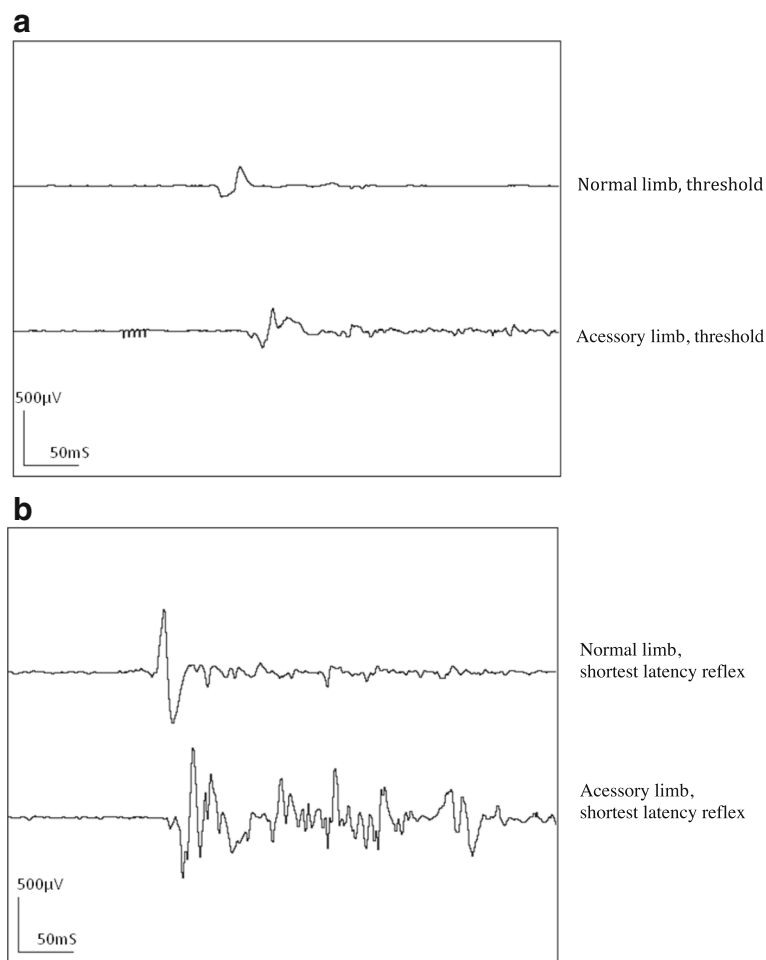 a
Normal limb, threshold
Acessory limb, threshold
500µV
50mS
b
Normal limb,
shortest latency reflex
Acessory limb,
shortest latency reflex
500µV
50mS